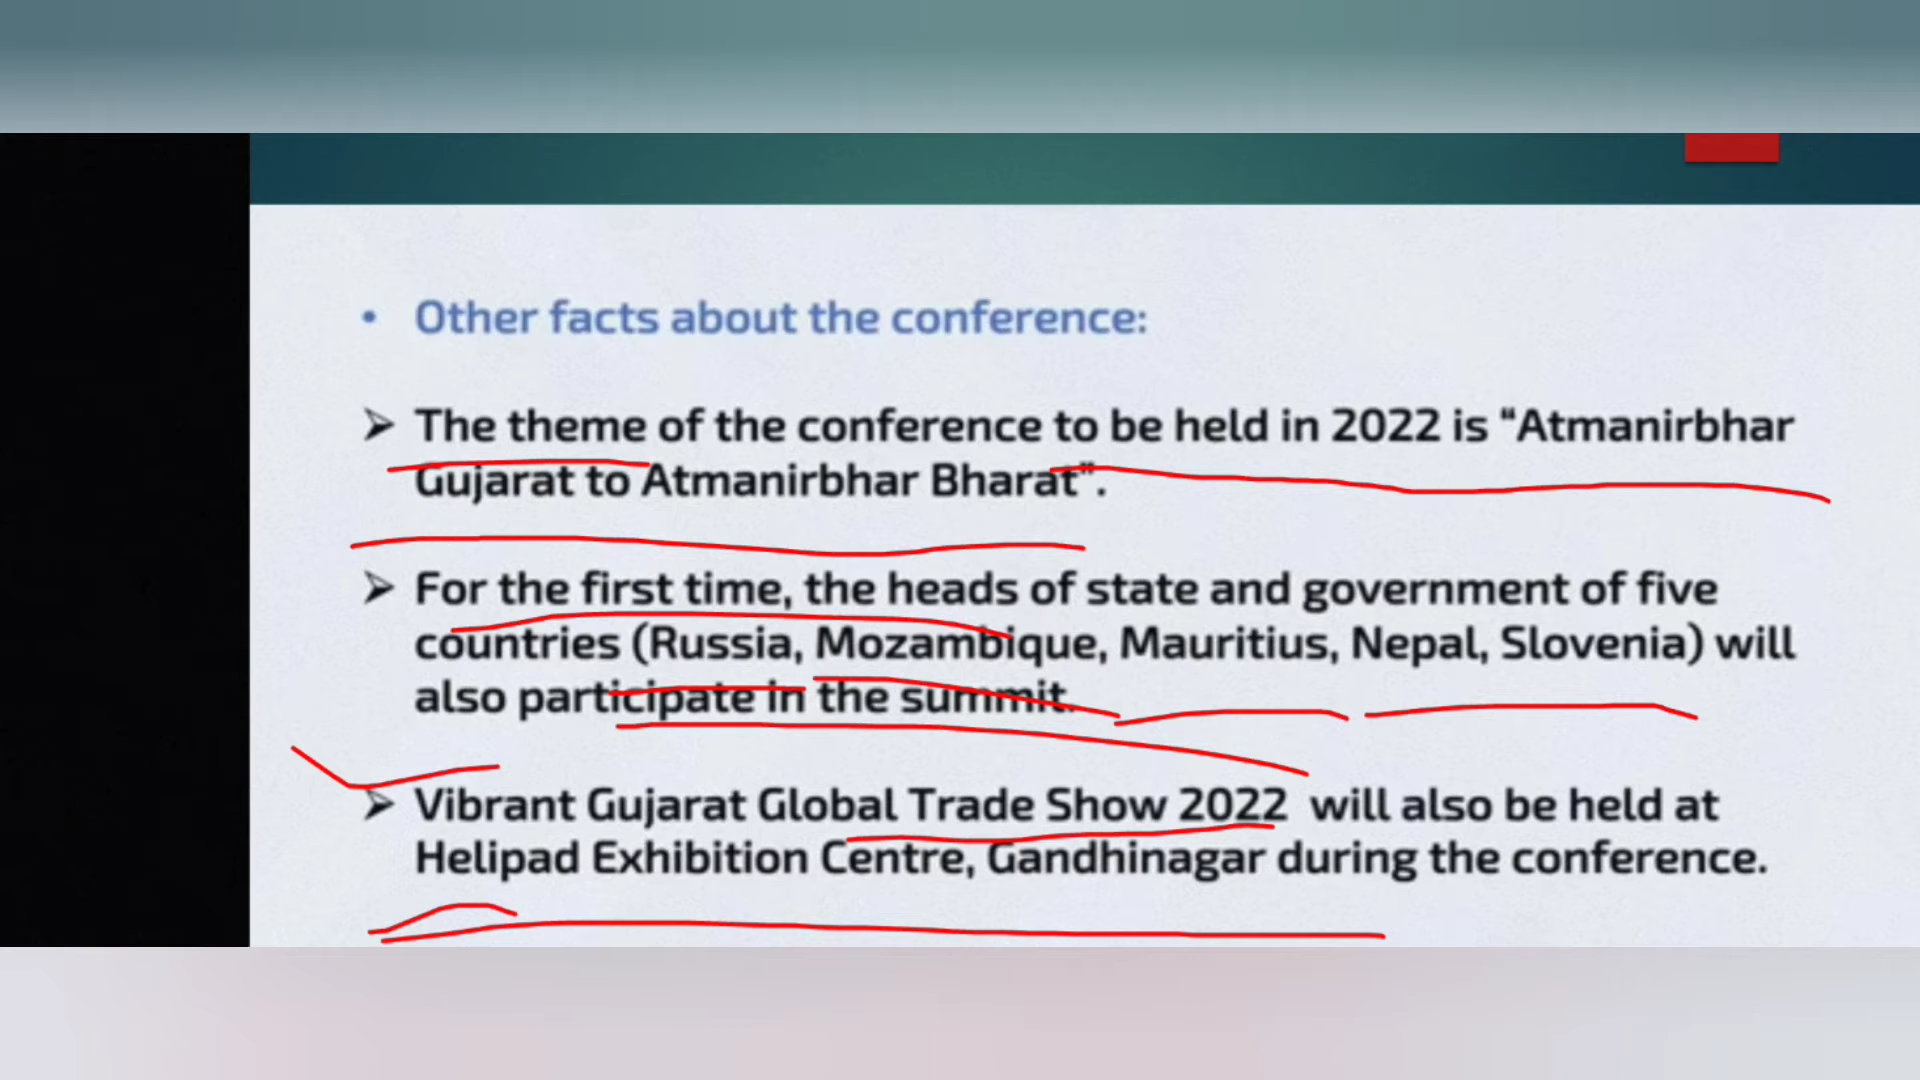 • Other facts about the conference:
➢ The theme of the conference to be held in 2022 is “Atmanirbhar
Gujarat to Atmanirbhar Bharat”.
➢ For the first time, the heads of state and government of five
countries (Russia, Mozambique, Mauritius, Nepal, Slovenia) will
also participate in the summit.
➢ Vibrant Gujarat Global Trade Show 2022 will also be held at
Helipad Exhibition Centre, Gandhinagar during the conference.